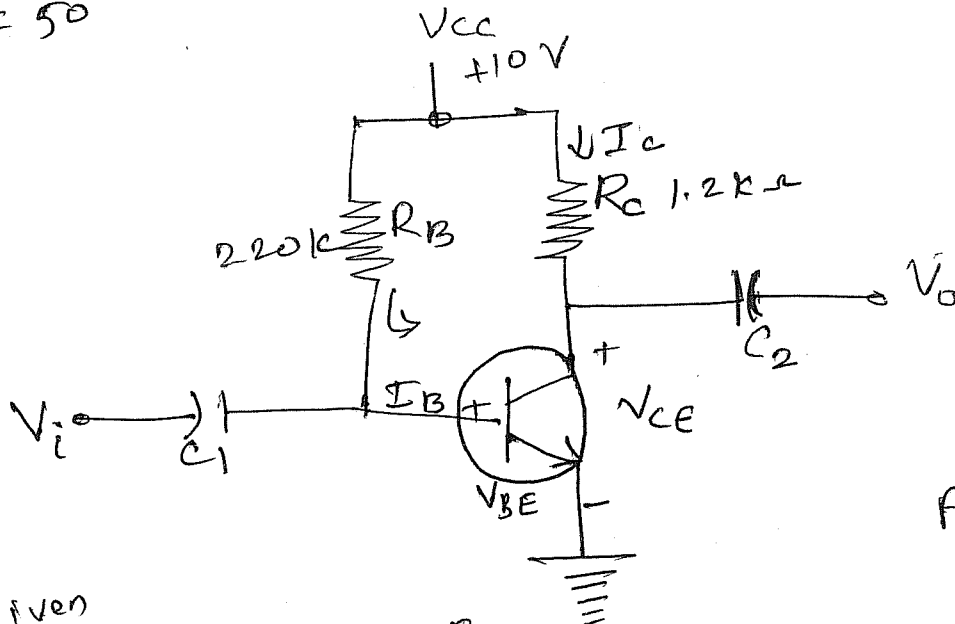 = 50
VCC
+10 V
↓ Ic
Rc 1.2KΩ
220K RB
Vo
C2
+
Vi
C1
IB +
VCE
VBE
-
iven